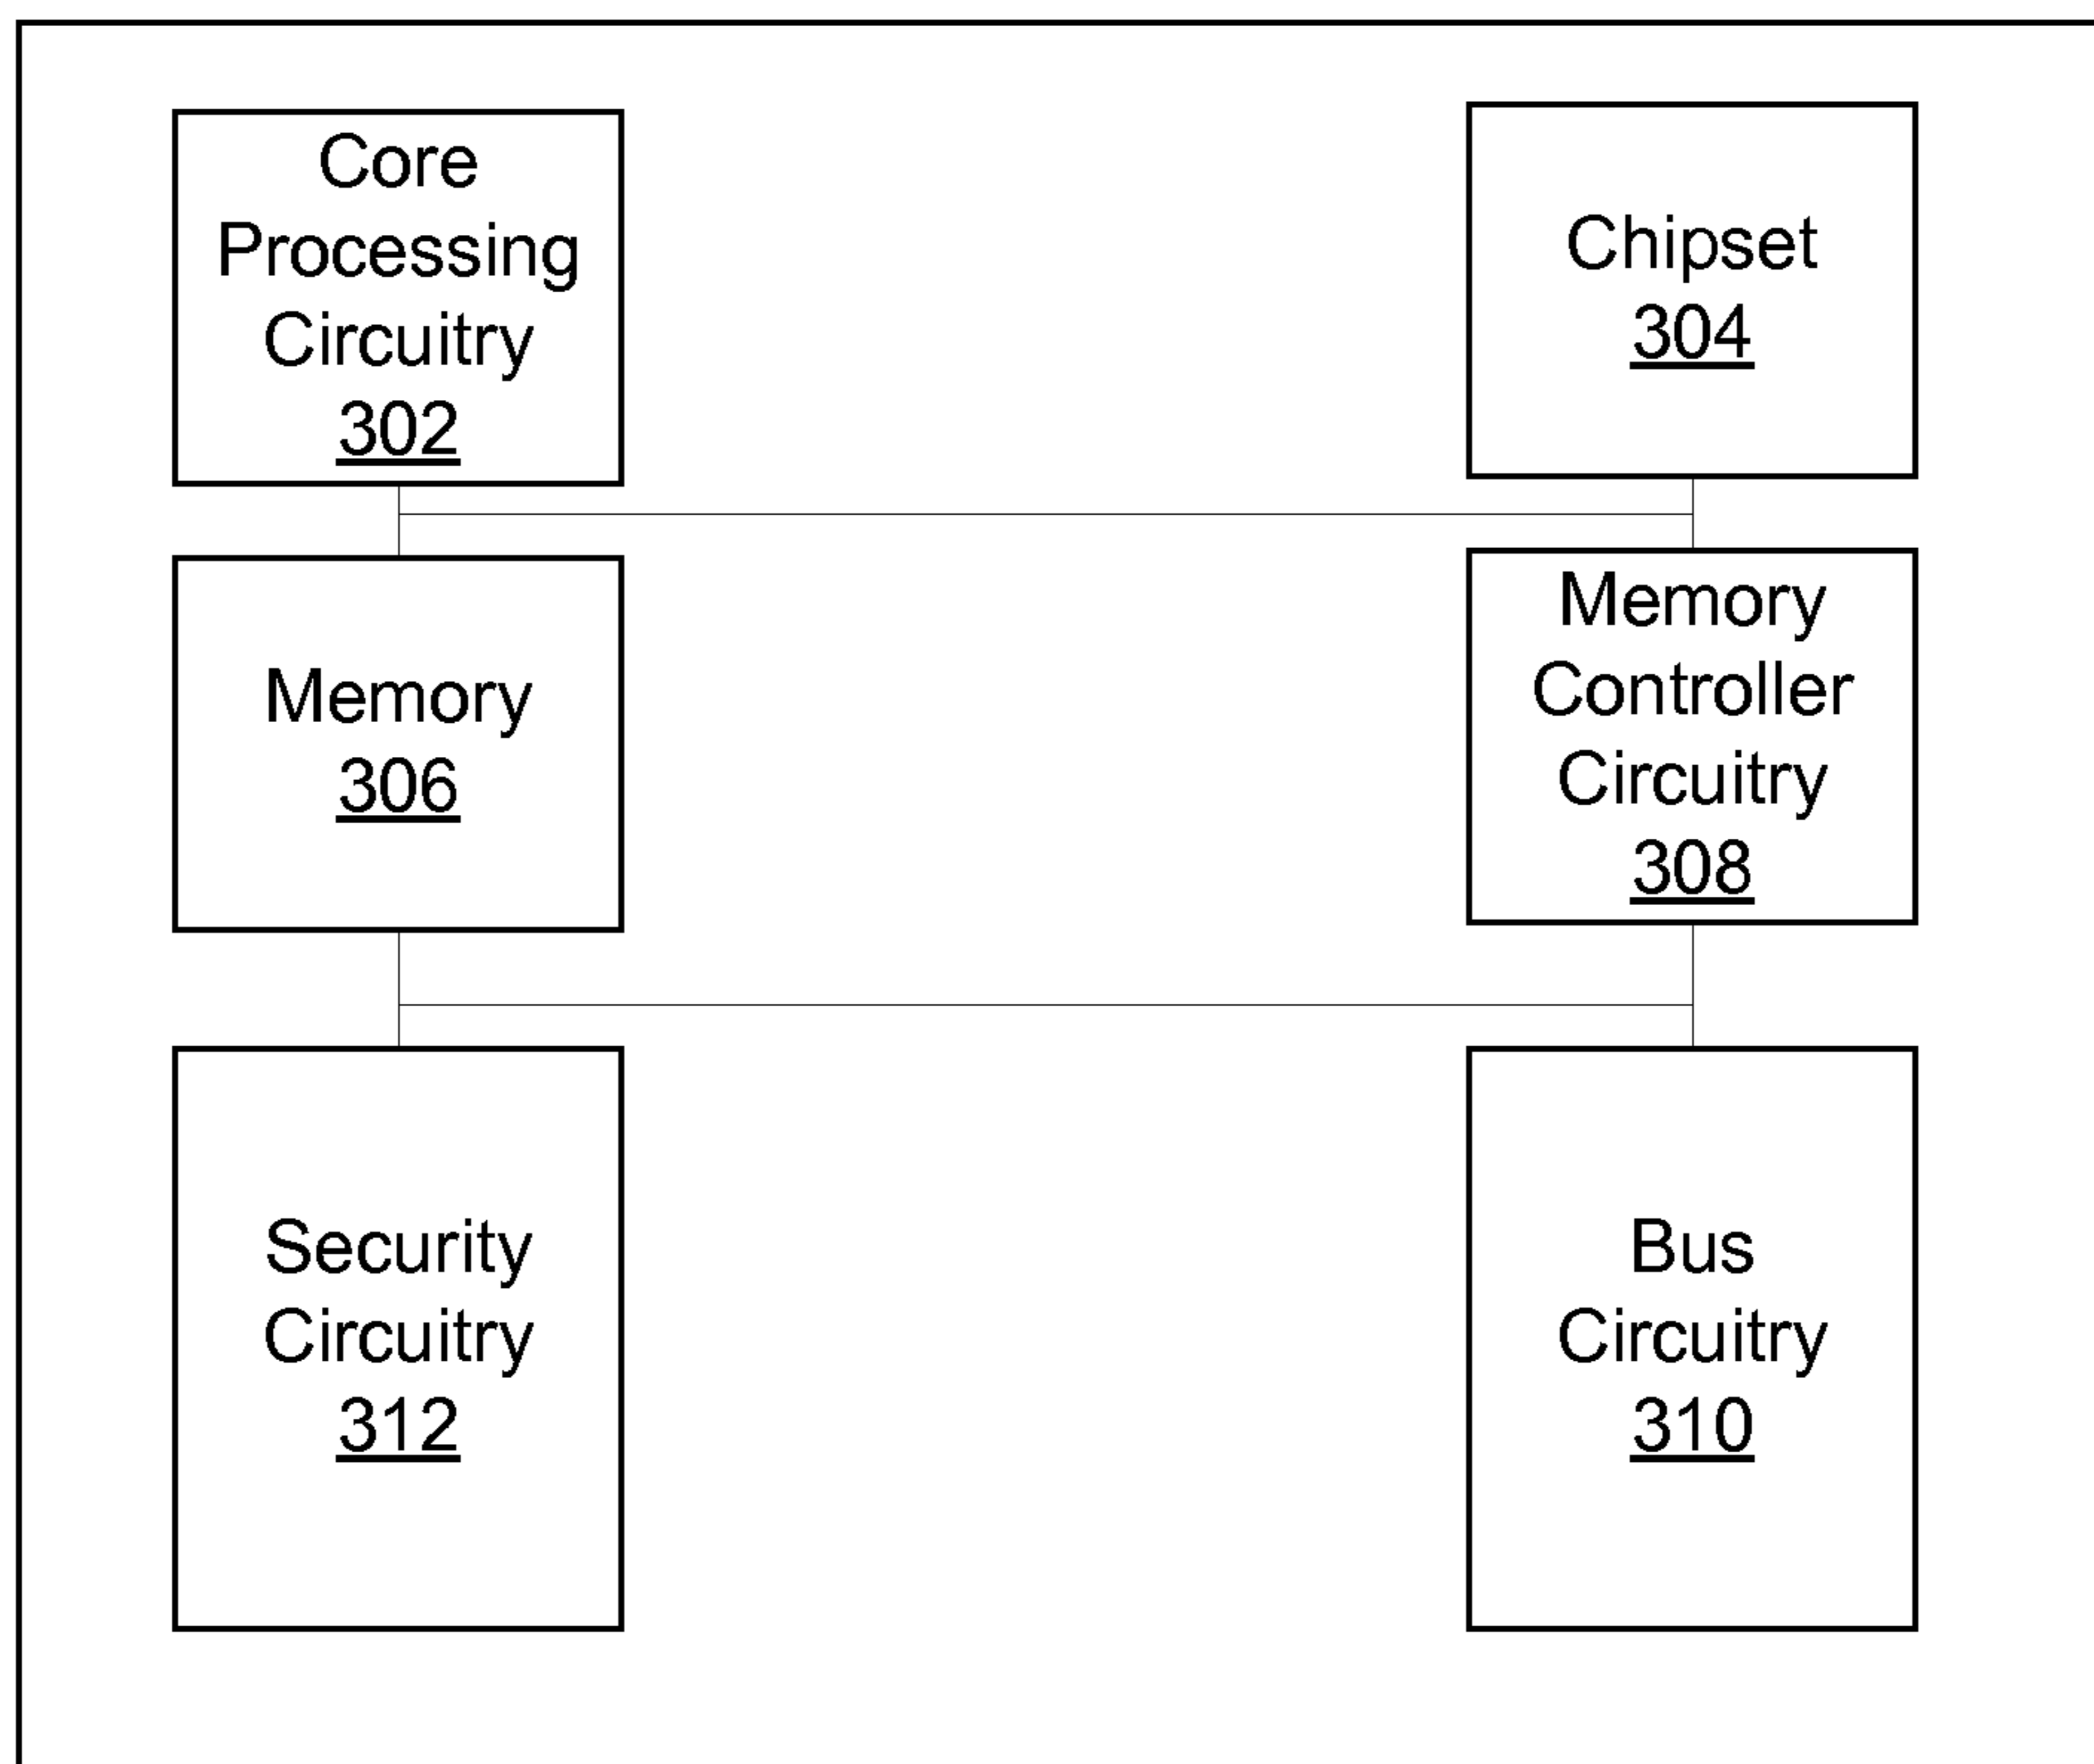 Core
Processing
Circuitry
302
Chipset
304
Memory
306
Memory
Controller
Circuitry
308
Security
Circuitry
312
Bus
Circuitry
310